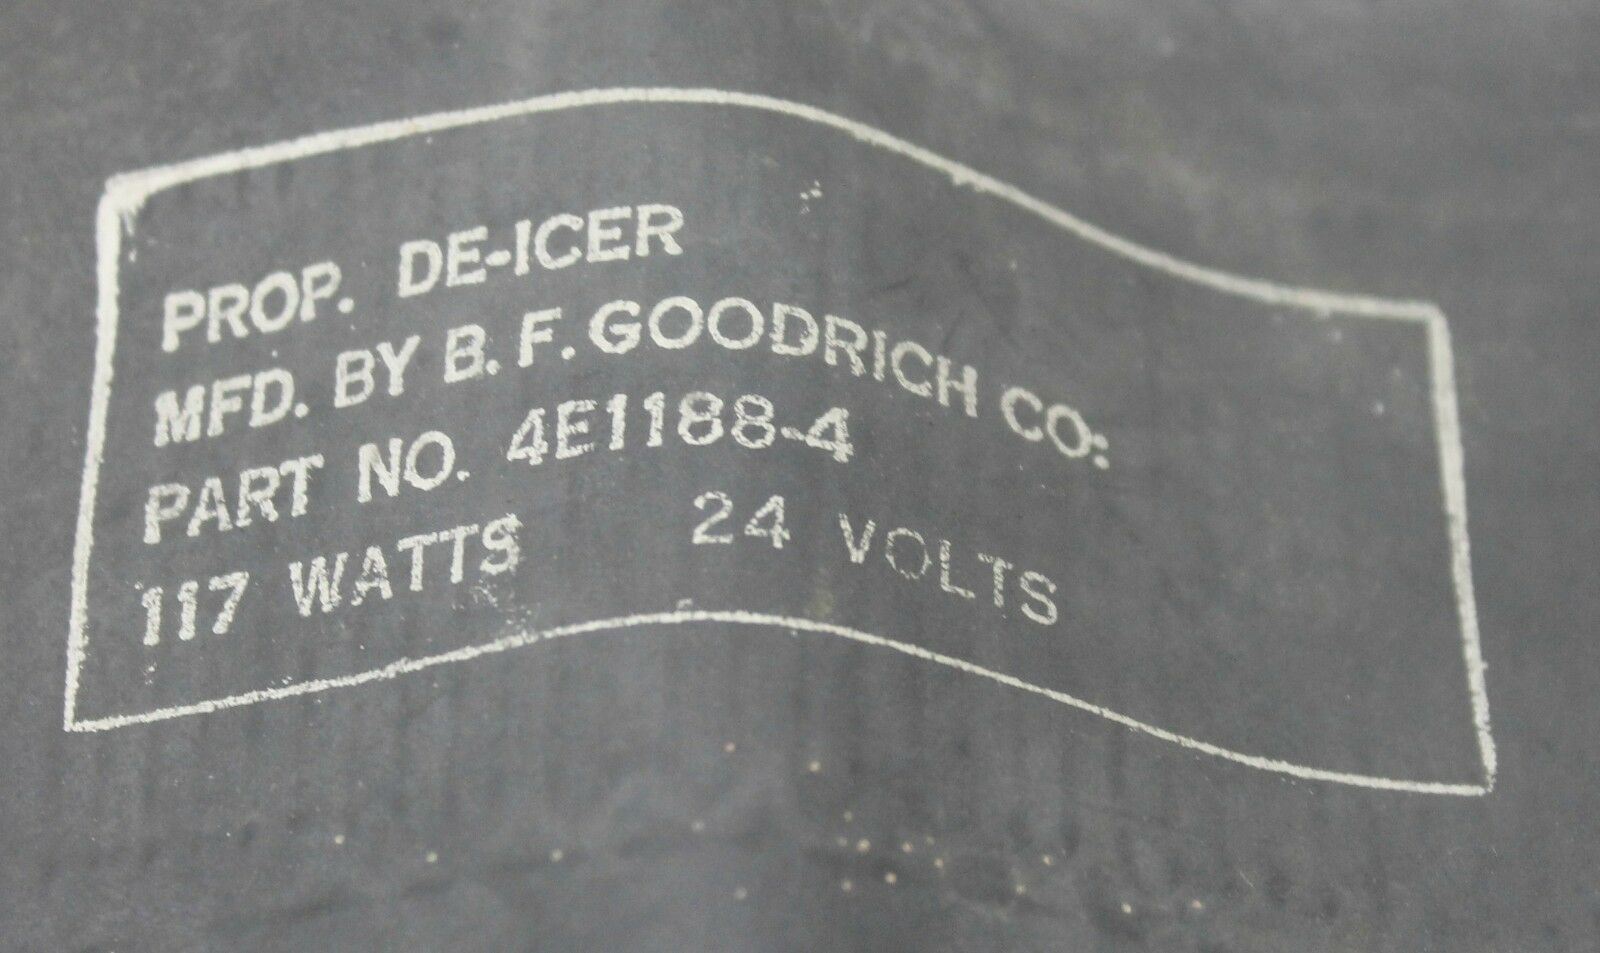 PROP. DE-ICER
MFD. BY B. F. GOODRICH CO:
PART NO. 4E1188-4
117 WATTS 24 VOLTS